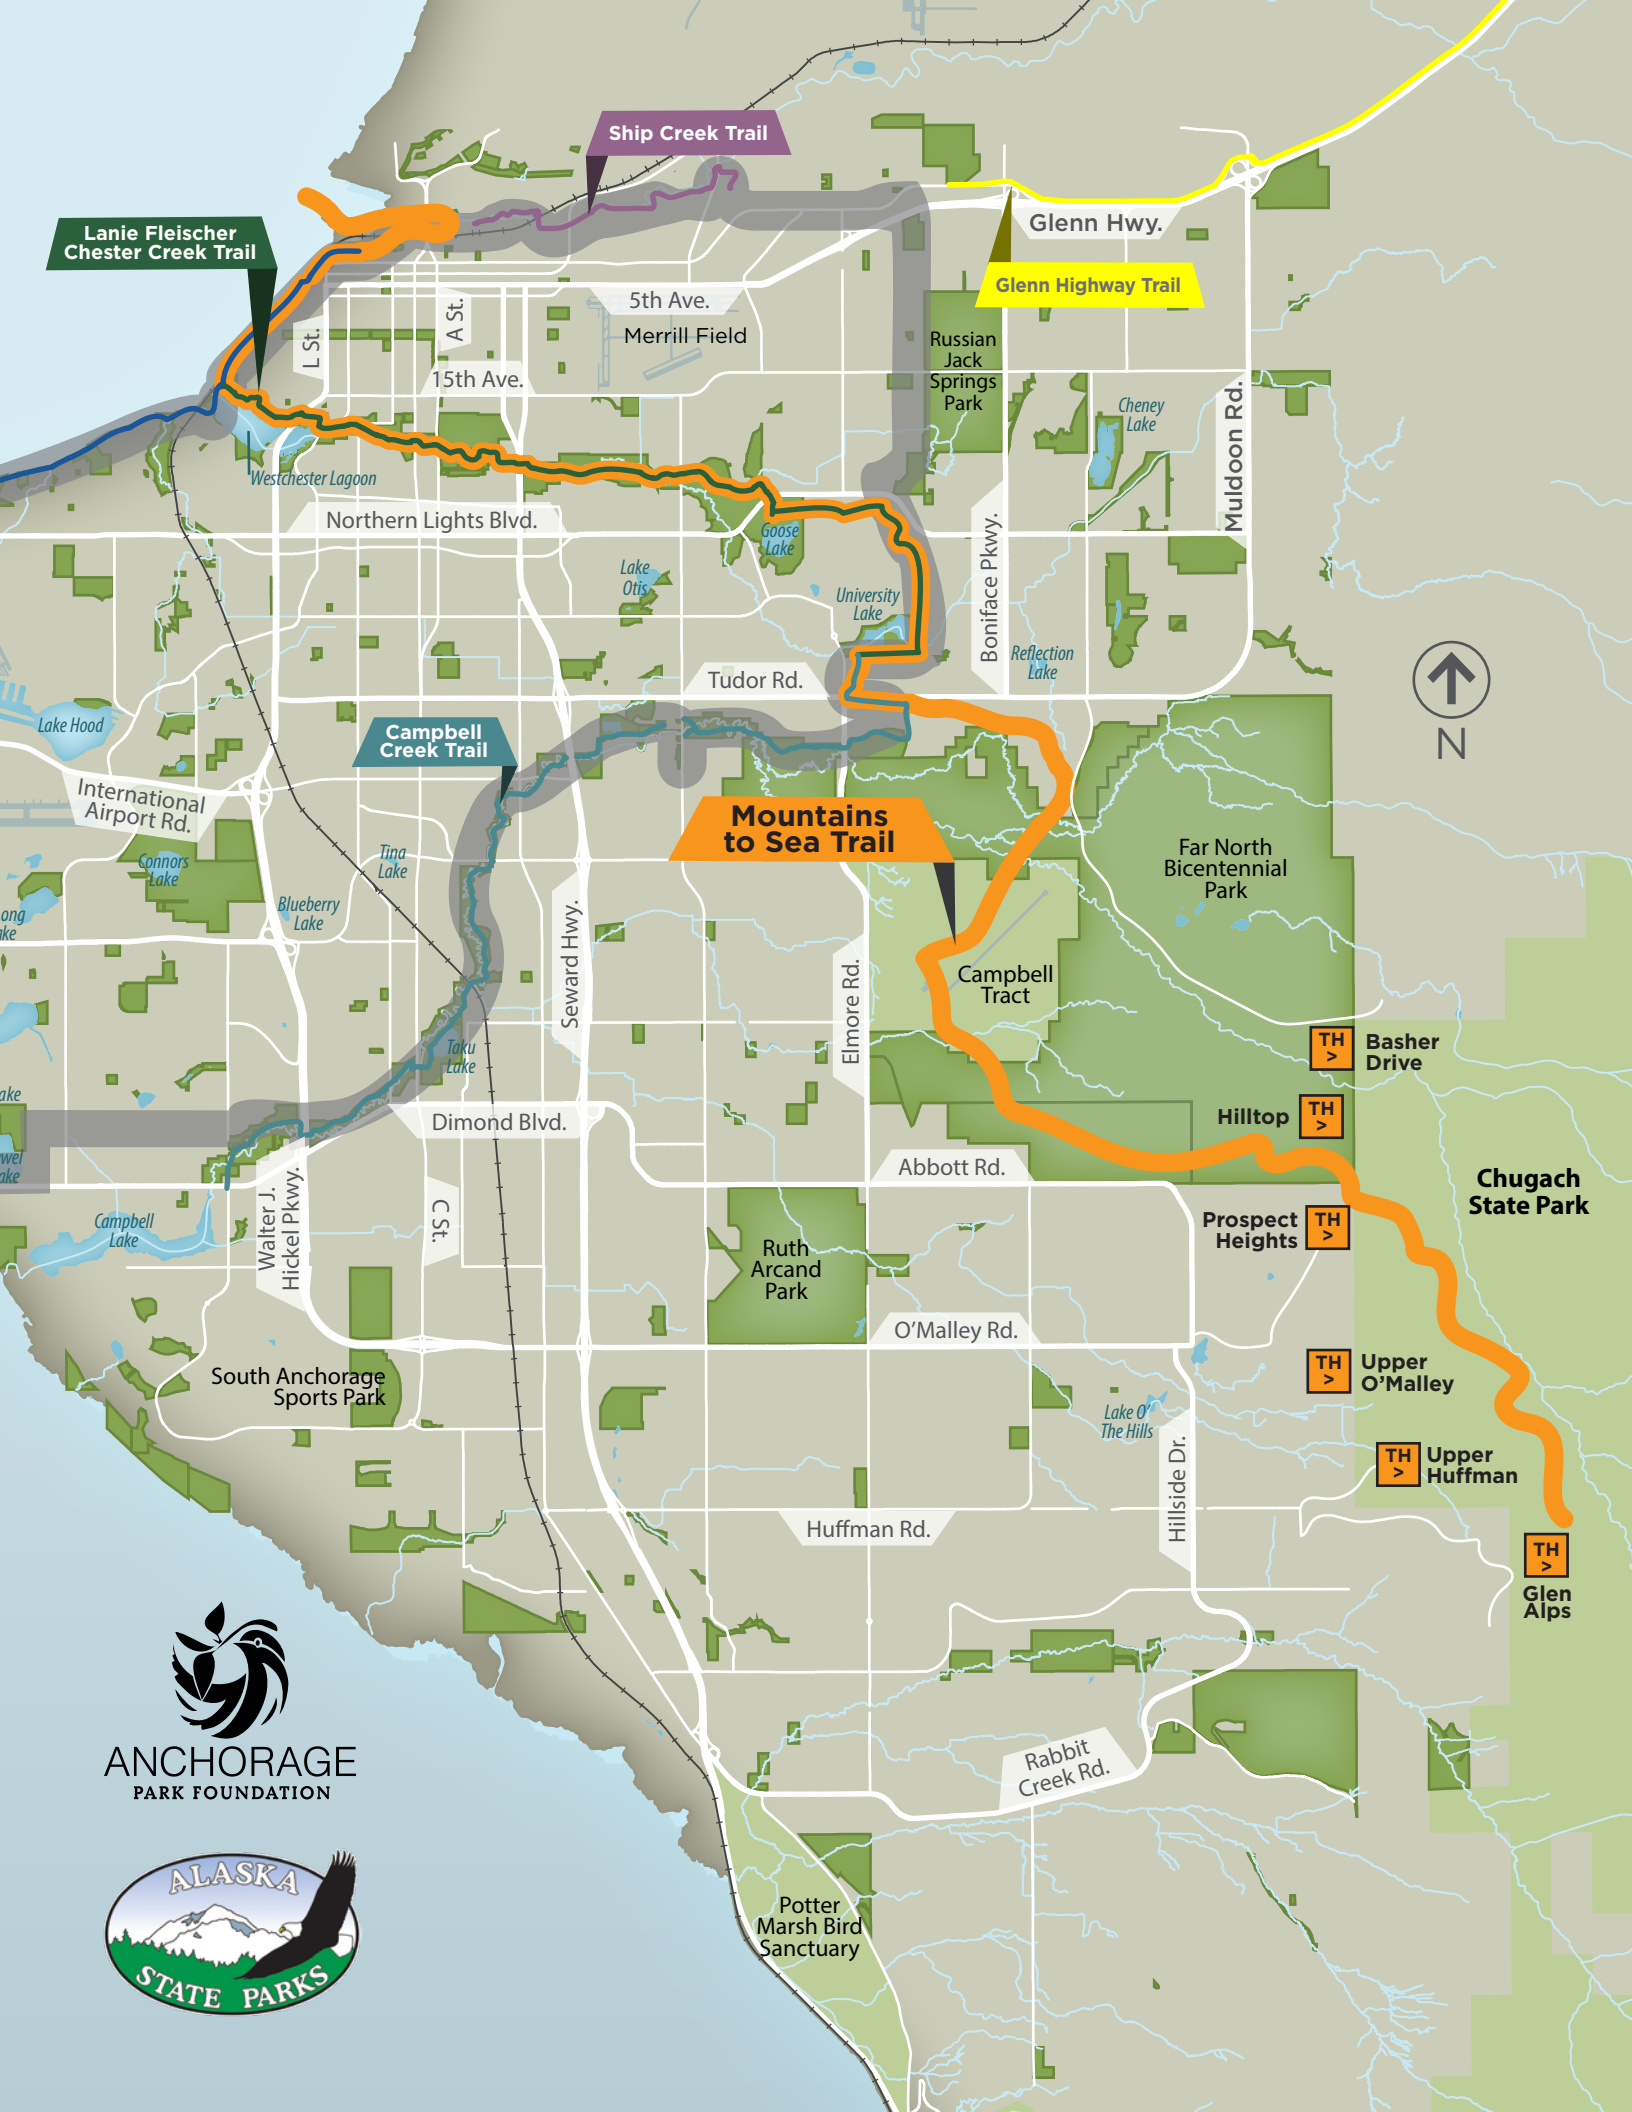 Ship Creek Trail
Lanie Fleischer
Chester Creek Trail
Glenn Hwy.
Glenn Highway Trail
5th Ave.
A St.
L St.
Merrill Field
Russian
Jack
Springs
Park
15th Ave.
Muldoon Rd.
Cheney
Lake
Westchester Lagoon
Northern Lights Blvd.
Goose
Lake
Boniface Pkwy.
Lake
Otis
University
Lake
Reflection
Lake
Tudor Rd.
N
Lake Hood
Campbell
Creek Trail
International
Airport Rd.
Mountains
to Sea Trail
Connors
Lake
Tina
Lake
Far North
Bicentennial
Park
Blueberry
Lake
ong
ke
Seward Hwy.
Elmore Rd.
Campbell
Tract
Taku
Lake
TH
>
Basher
Drive
ake
Hilltop
TH
>
Dimond Blvd.
wel
ake
Abbott Rd.
Chugach
State Park
Walter J.
Hickel Pkwy.
C St.
Campbell
Lake
Prospect
Heights
TH
>
Ruth
Arcand
Park
O'Malley Rd.
South Anchorage
Sports Park
TH
>
Upper
O'Malley
Lake O'
The Hills
Hillside Dr.
TH
>
Upper
Huffman
Huffman Rd.
TH
>
Glen
Alps
ANCHORAGE
PARK FOUNDATION
Rabbit
Creek Rd.
ALASKA
STATE PARKS
Potter
Marsh Bird
Sanctuary